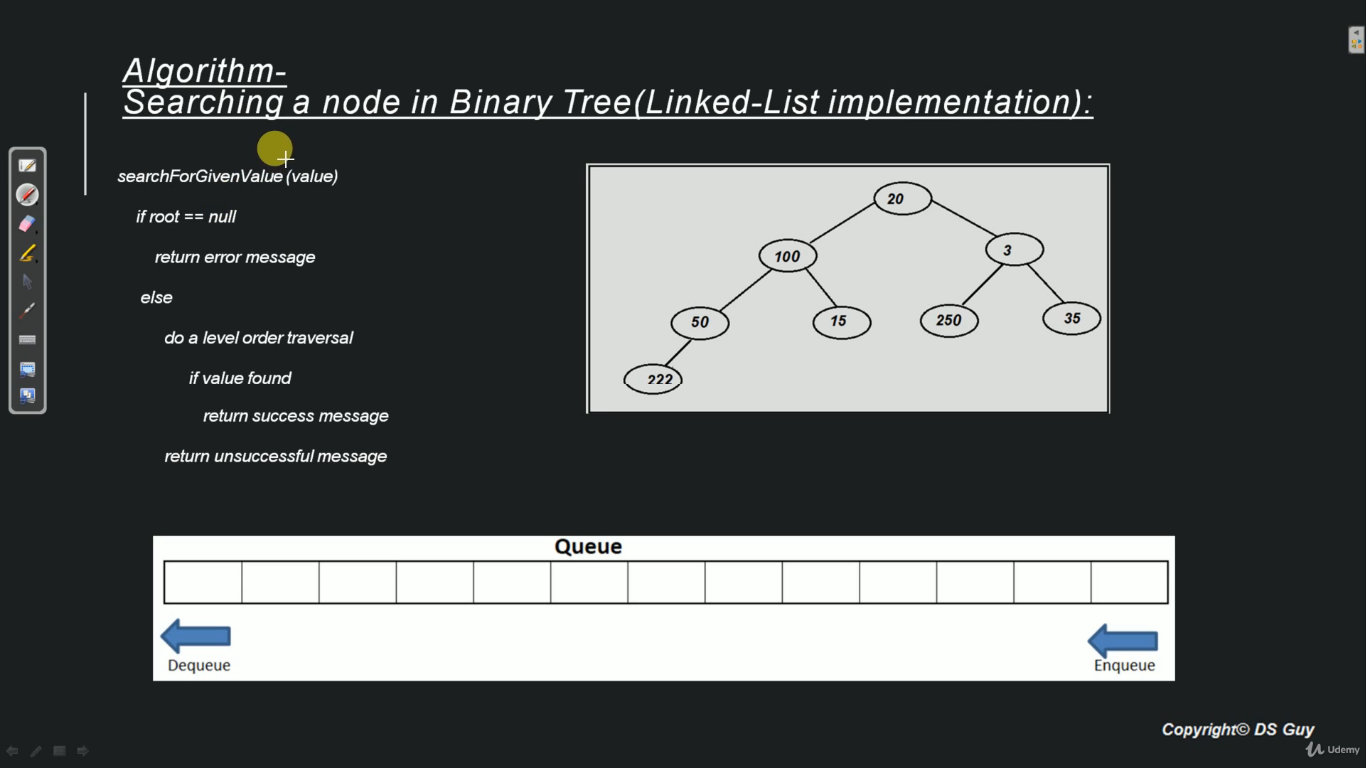 Algorithm-
Searching a node in Binary Tree(Linked-List implementation):
searchForGivenValue (value)
if root == null
return error message
else
do a level order traversal
if value found
return success message
return unsuccessful message
20
100
3
50
15
250
35
222
Queue
Dequeue
Enqueue
Copyright© DS Guy
Udemy